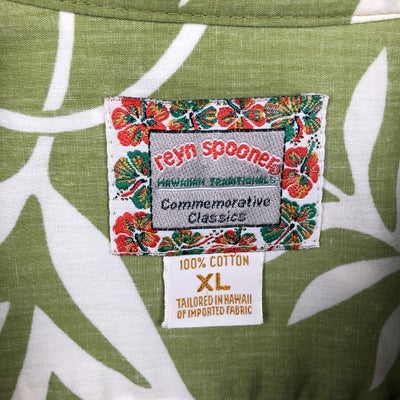 reyn spooner
HAWAIIAN TRADITIONALS
Commemorative
Classics
100% COTTON
XL
TAILORED IN HAWAII
OF IMPORTED FABRIC